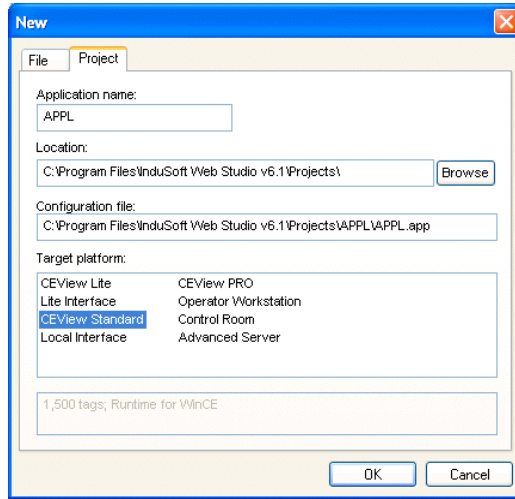 New
File Project
Application name:
APPL
Location:
C:\Program Files\InduSoft Web Studio v6.1\Projects\ Browse
Configuration file:
C:\Program Files\InduSoft Web Studio v6.1\Projects\APPL\APPL.app
Target platform:
CEView Lite CEView PRO
Lite Interface Operator Workstation
CEView Standard Control Room
Local Interface Advanced Server
1,500 tags; Runtime for WinCE
OK Cancel